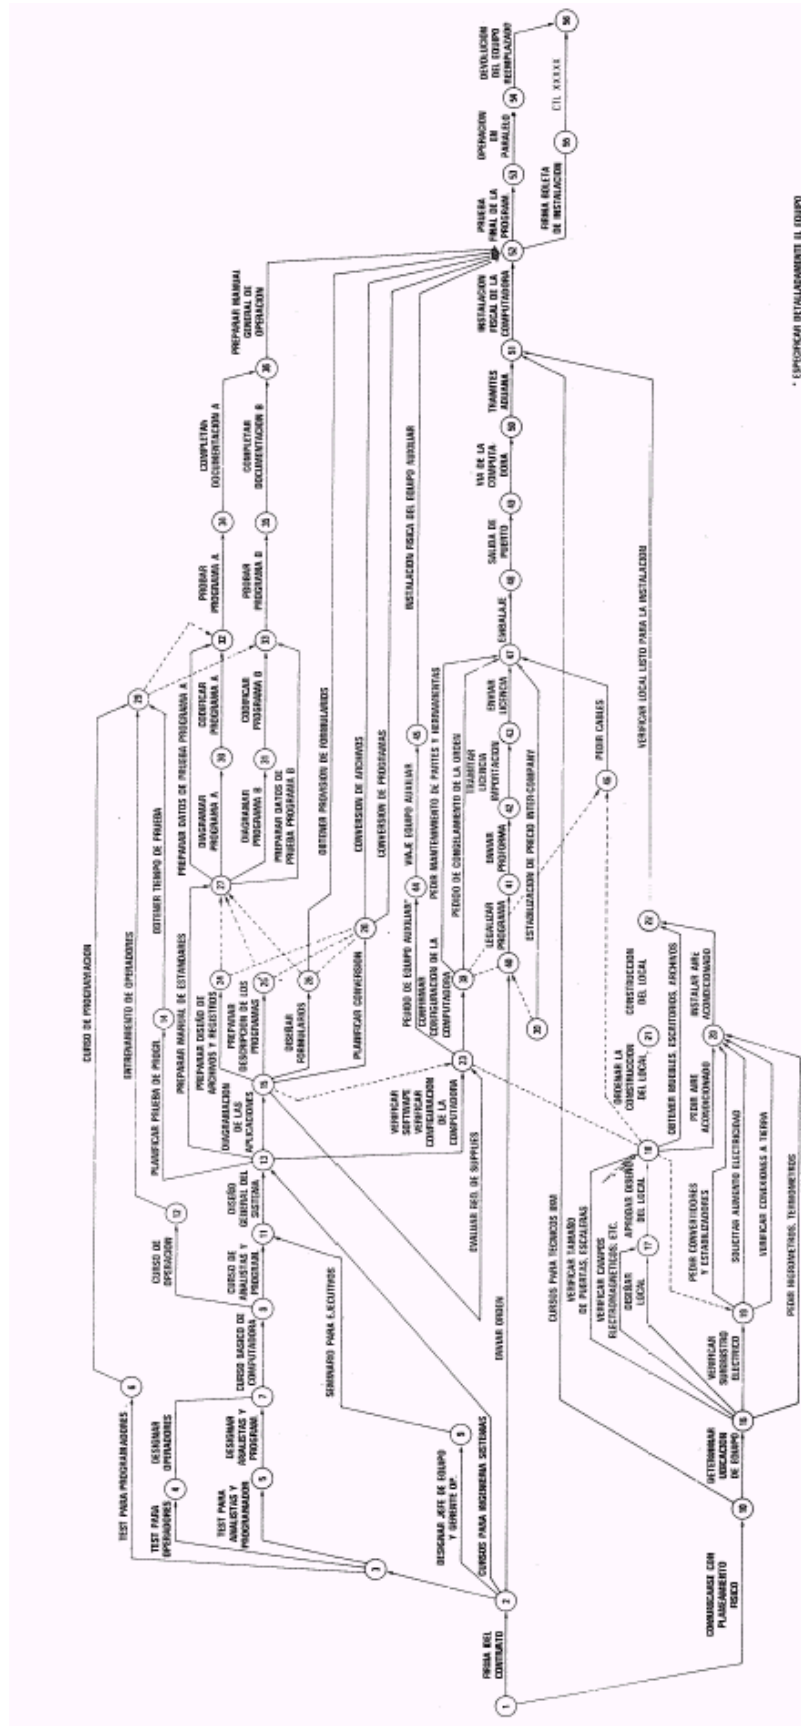 FIRMA DEL
CONTRATO
COMUNICARSE CON
PLANEAMIENTO
FISICO
TEST PARA PROGRAMADORES
TEST PARA
OPERADORES
TEST PARA
ANALISTAS Y
PROGRAMADOR
DESIGNAR
OPERADORES
DESIGNAR
ANALISTAS Y
PROGRAM.
DESIGNAR JEFE DE EQUIPO
Y GERENTE OP.
CURSOS PARA INGENIERIA SISTEMAS
ENVIAR ORDEN
SEMINARIO PARA EJECUTIVOS
CURSO BASICO DE
COMPUTADORA
CURSO DE
OPERACION
CURSO DE
ANALISTAS Y
PROGRAM.
DISEÑO
GENERAL DEL
SISTEMA
CURSO DE PROGRAMACION
ENTRENAMIENTO DE OPERADORES
PLANIFICAR PRUEBA DE PROGR.
OBTENER TIEMPO DE PRUEBA
PREPARAR MANUAL DE ESTANDARES
DIAGRAMACION
DE LAS
APLICACIONES
PREPARAR DISEÑO DE
ARCHIVOS Y REGISTROS
PREPARAR
DESCRIPCION DE LOS
PROGRAMAS
DISEÑAR
FORMULARIOS
PLANIFICAR CONVERSION
VERIFICAR
SOFTWARE
VERIFICAR
CONFIGURACION
DE LA
COMPUTADORA
EVALUAR REQ. DE SUPPLIES
PREPARAR DATOS DE PRUEBA PROGRAMA A
DIAGRAMAR
PROGRAMA A
CODIFICAR
PROGRAMA A
PROBAR
PROGRAMA A
COMPLETAR
DOCUMENTACION A
DIAGRAMAR
PROGRAMA B
CODIFICAR
PROGRAMA B
PREPARAR DATOS DE
PRUEBA PROGRAMA B
PROBAR
PROGRAMA B
COMPLETAR
DOCUMENTACION B
PREPARAR MANUAL
GENERAL DE
OPERACION
OBTENER PROVISION DE FORMULARIOS
CONVERSION DE ARCHIVOS
CONVERSION DE PROGRAMAS
PEDIDO DE EQUIPO AUXILIAR*
VIAJE EQUIPO AUXILIAR
INSTALACION FISICA DEL EQUIPO AUXILIAR
CONFIRMAR
CONFIGURACION DE LA
COMPUTADORA
PEDIR MANTENIMIENTO DE PARTES Y HERRAMIENTAS
PEDIDO DE CONGELAMIENTO DE LA ORDEN
LEGALIZAR
PROGRAMA
ENVIAR
PROFORMA
TRAMITAR
LICENCIA
IMPORTACION
ENVIAR
LICENCIA
ESTABILIZACION DE PRECIO INTER-COMPANY
EMBALAJE
SALIDA DE
PUERTO
VIA DE LA
COMPUTA-
DORA
TRAMITES
ADUANA
INSTALACION
FISCAL DE LA
COMPUTADORA
PRUEBA
FINAL DE LA
PROGRAM.
OPERACION
EN
PARALELO
DEVOLUCION
DEL EQUIPO
REEMPLAZADO
FIRMA BOLETA
DE INSTALACION
CTL XXXXX
PEDIR CABLES
CURSOS PARA TECNICOS IBM
VERIFICAR LOCAL LISTO PARA LA INSTALACION
DETERMINAR
UBICACION
DE EQUIPO
VERIFICAR TAMAÑO
DE PUERTAS, ESCALERAS
VERIFICAR CAMPOS
ELECTROMAGNETICOS, ETC.
DISEÑAR
LOCAL
APROBAR DISEÑO
DEL LOCAL
ORDENAR LA
CONSTRUCCION
DEL LOCAL
CONSTRUCCION
DEL LOCAL
OBTENER MUEBLES, ESCRITORIOS, ARCHIVOS
PEDIR AIRE
ACONDICIONADO
INSTALAR AIRE
ACONDICIONADO
VERIFICAR
SUMINISTRO
ELECTRICO
PEDIR CONVERTIDORES
Y ESTABILIZADORES
SOLICITAR AUMENTO ELECTRICIDAD
VERIFICAR CONEXIONES A TIERRA
PEDIR HIGROMETROS, TERMOMETROS
* ESPECIFICAR DETALLADAMENTE EL EQUIPO